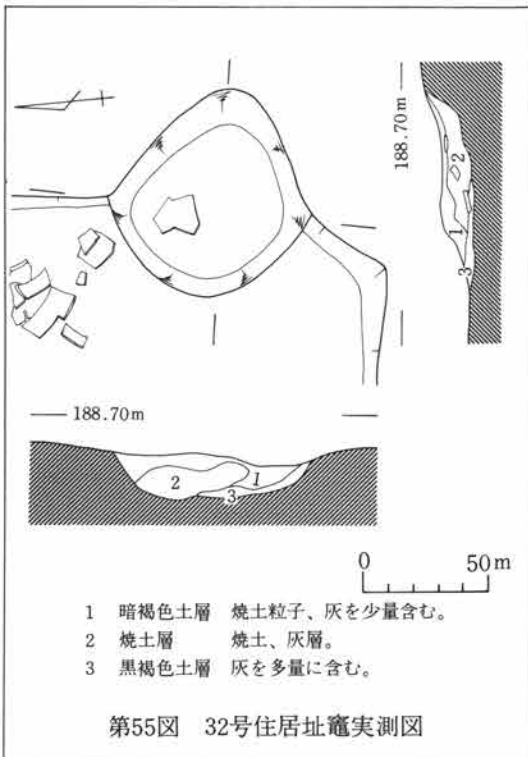 188.70m
2
1
3
188.70m
2
1
3
0 50m
1 暗褐色土層 焼土粒子、灰を少量含む。
2 焼土層 焼土、灰層。
3 黒褐色土層 灰を多量に含む。
第55図 32号住居址竈実測図